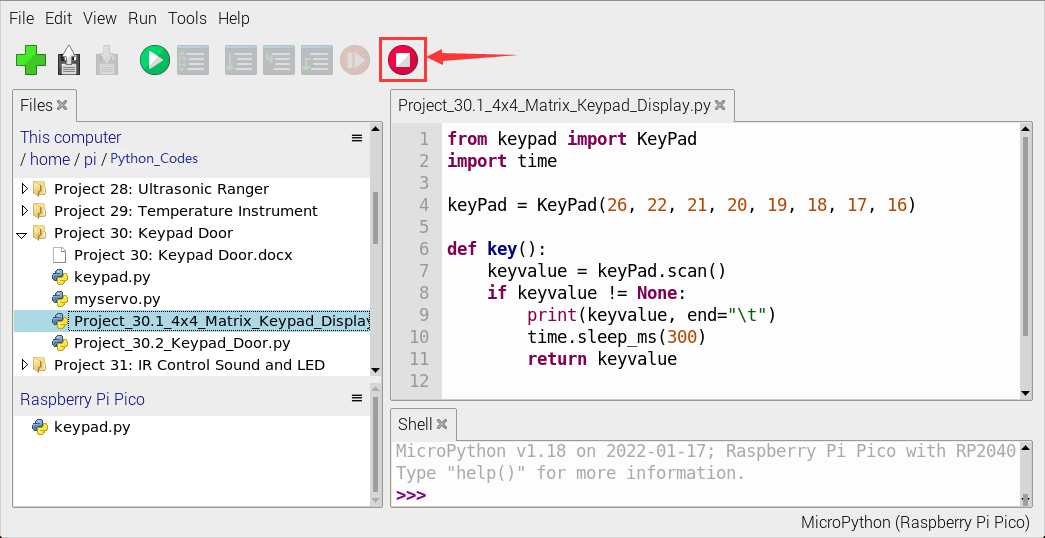 File Edit View Run Tools Help
Files
This computer
/ home / pi / Python_Codes
Project 28: Ultrasonic Ranger
Project 29: Temperature Instrument
Project 30: Keypad Door
Project 30: Keypad Door.docx
keypad.py
myservo.py
Project_30.1_4x4_Matrix_Keypad_Display
Project_30.2_Keypad_Door.py
Project 31: IR Control Sound and LED
Raspberry Pi Pico
keypad.py
Project_30.1_4x4_Matrix_Keypad_Display.py
1 from keypad import KeyPad
2 import time
3
4 keyPad = KeyPad(26, 22, 21, 20, 19, 18, 17, 16)
5
6 def key():
7     keyvalue = keyPad.scan()
8     if keyvalue != None:
9         print(keyvalue, end="\t")
10         time.sleep_ms(300)
11         return keyvalue
12
Shell
MicroPython v1.18 on 2022-01-17; Raspberry Pi Pico with RP2040
Type "help()" for more information.
>>>
MicroPython (Raspberry Pi Pico)